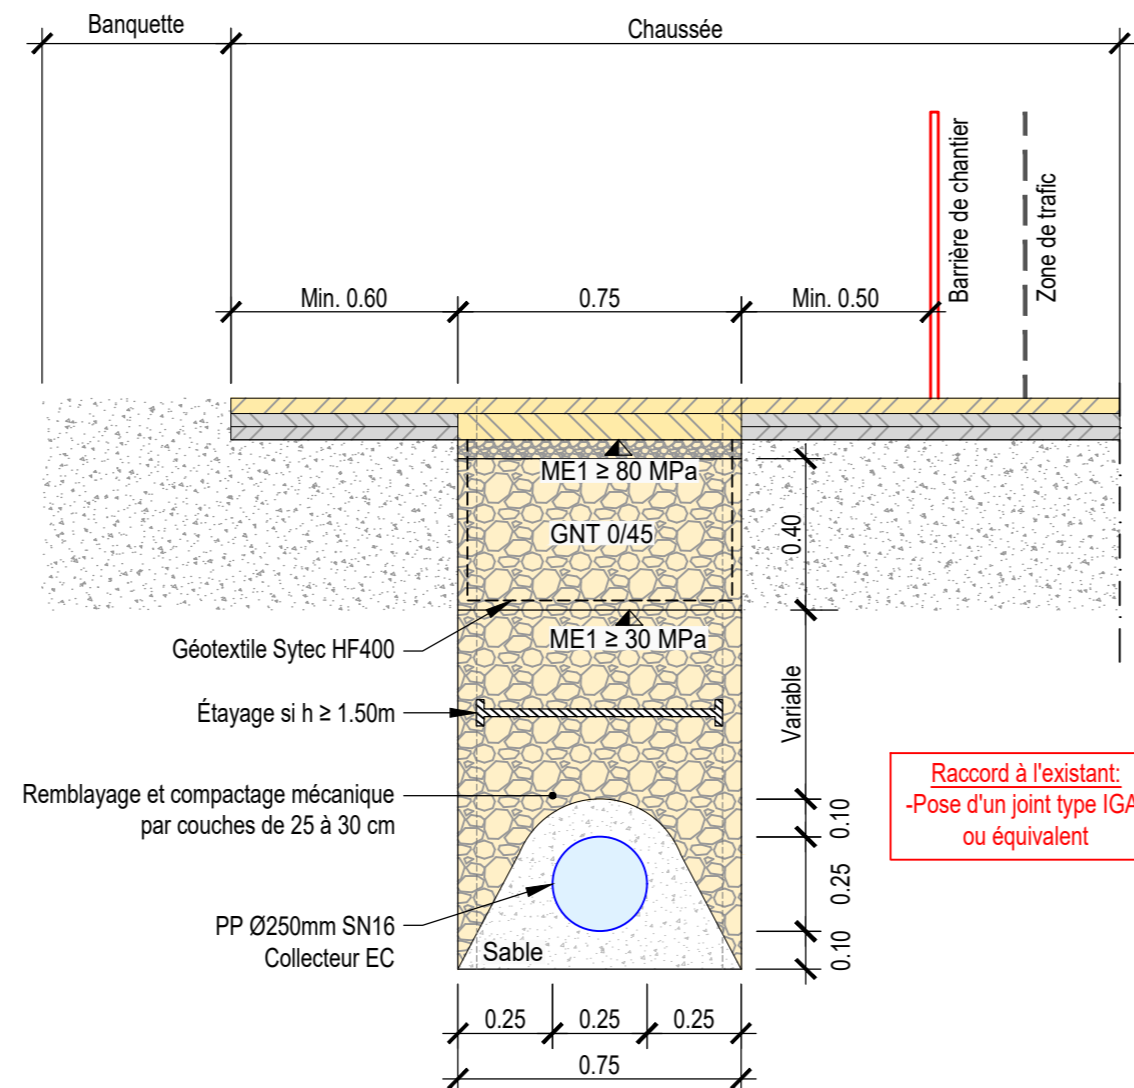 Banquette
Chaussée
Barrière de chantier
Zone de trafic
Min. 0.60
0.75
Min. 0.50
ME1 ≥ 80 MPa
GNT 0/45
0.40
ME1 ≥ 30 MPa
Géotextile Sytec HF400
Étayage si h ≥ 1.50m
Variable
Remblayage et compactage mécanique
par couches de 25 à 30 cm
Raccord à l'existant:
-Pose d'un joint type IGA
ou équivalent
0.10
0.25
0.10
PP Ø250mm SN16
Collecteur EC
Sable
0.25
0.25
0.25
0.75